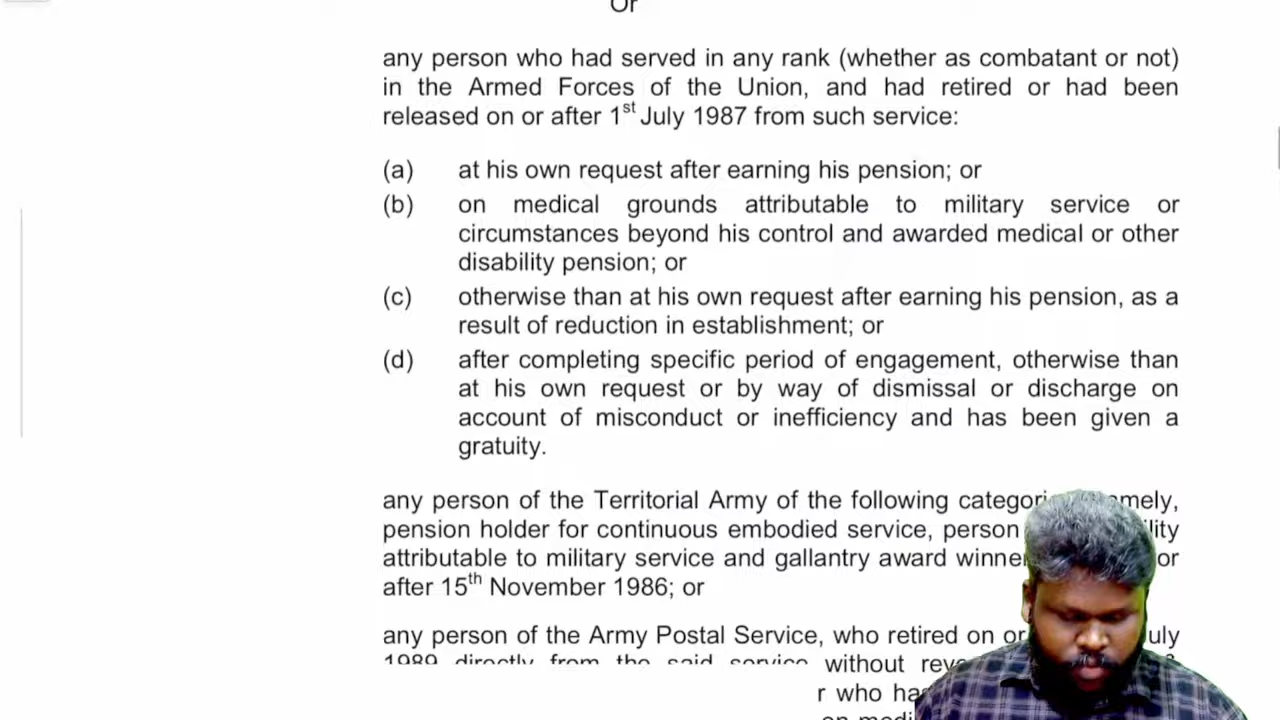 Or
any person who had served in any rank (whether as combatant or not)
in the Armed Forces of the Union, and had retired or had been
released on or after 1st July 1987 from such service:
(a) at his own request after earning his pension; or
(b) on medical grounds attributable to military service or
circumstances beyond his control and awarded medical or other
disability pension; or
(c) otherwise than at his own request after earning his pension, as a
result of reduction in establishment; or
(d) after completing specific period of engagement, otherwise than
at his own request or by way of dismissal or discharge on
account of misconduct or inefficiency and has been given a
gratuity.
any person of the Territorial Army of the following
pension holder for continuous embodied service, person
attributable to military service and gallantry award or
after 15th November 1986; or
any person of the Army Postal Service, who retired on
1989 directly from the said service without
who